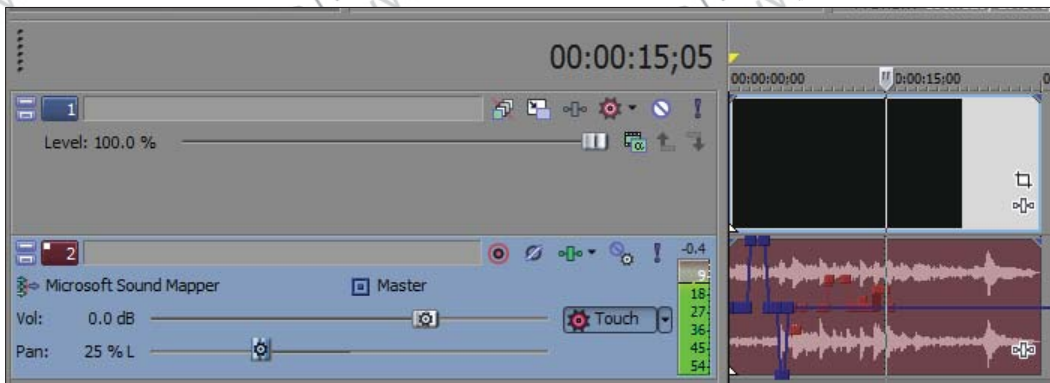 00:00:15;05
00:00:00;00 0:00:15;00
1
Level: 100.0 %
2 -0.4
Microsoft Sound Mapper Master 9
18
Vol: 0.0 dB Touch 27
36
Pan: 25 % L 45
54